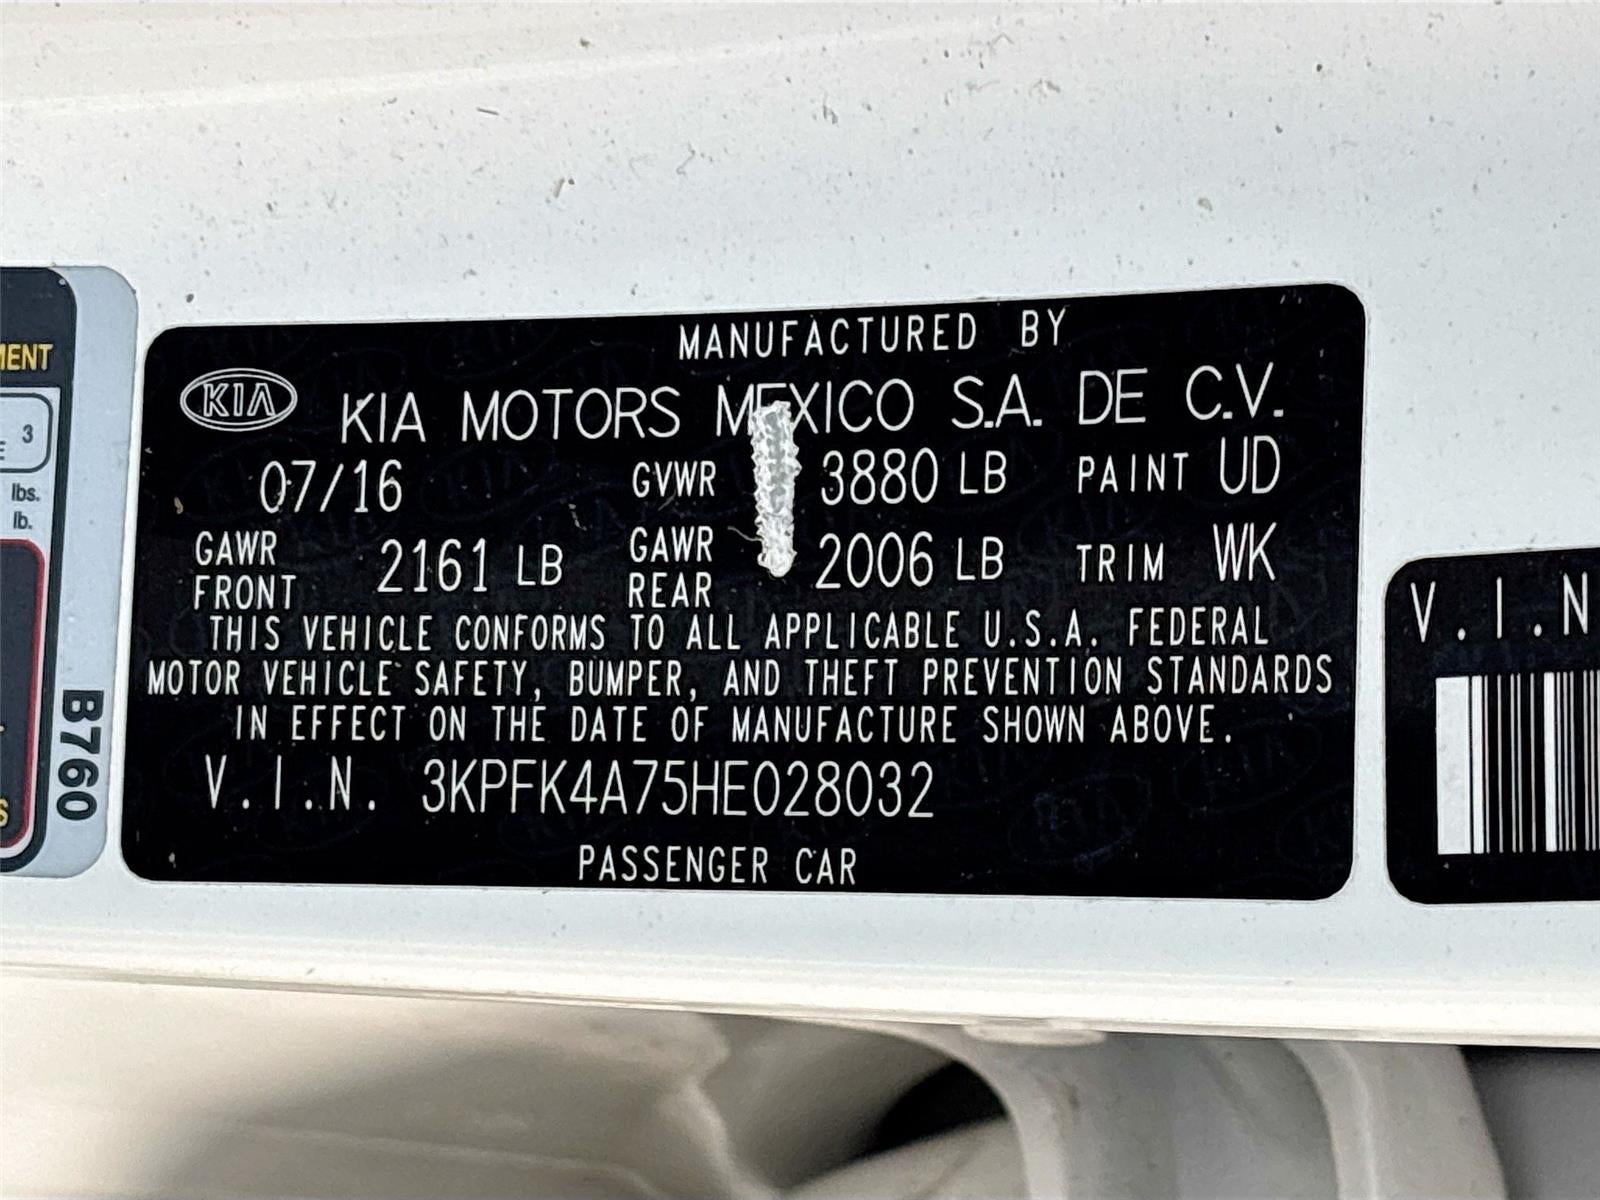 MENT
3
E
lbs.
lb.
S
B760
MANUFACTURED BY
KIA
KIA MOTORS MEXICO S.A. DE C.V.
07/16 GVWR 3880 LB PAINT UD
GAWR FRONT 2161 LB GAWR REAR 2006 LB TRIM WK
THIS VEHICLE CONFORMS TO ALL APPLICABLE U.S.A. FEDERAL
MOTOR VEHICLE SAFETY, BUMPER, AND THEFT PREVENTION STANDARDS
IN EFFECT ON THE DATE OF MANUFACTURE SHOWN ABOVE.
V.I.N. 3KPFK4A75HE028032
PASSENGER CAR
V.I.N